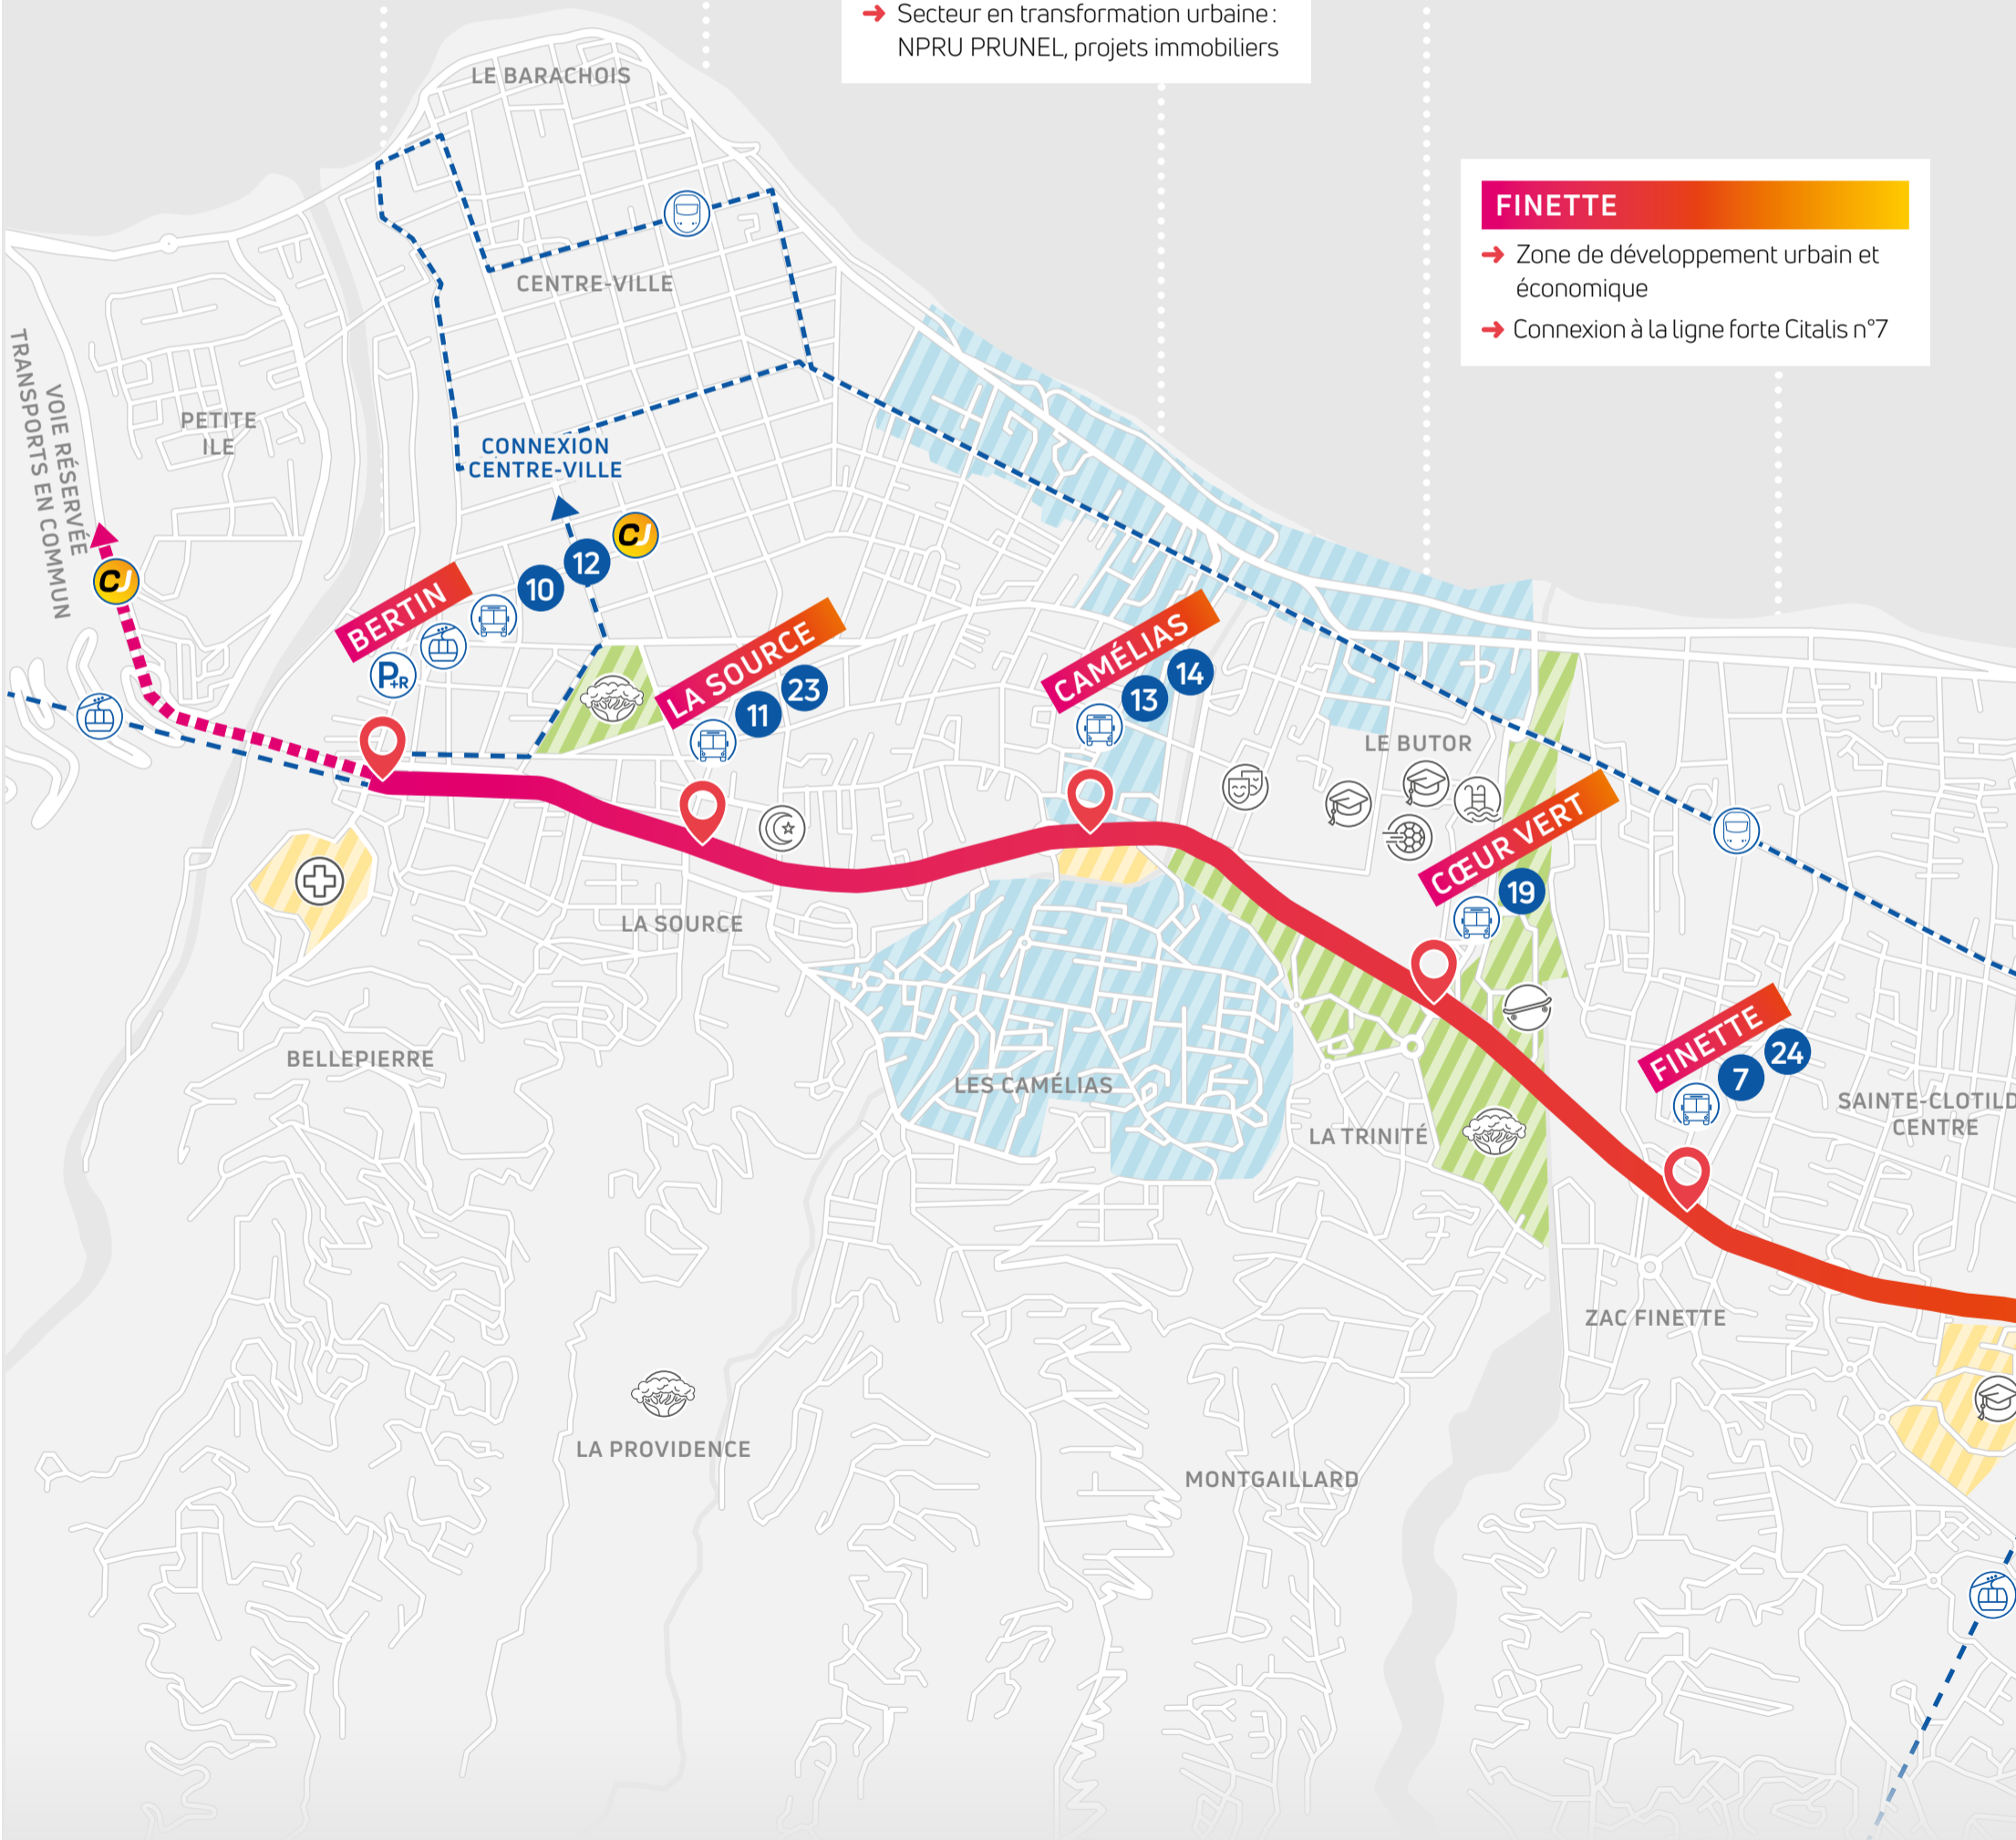 → Secteur en transformation urbaine :
NPRU PRUNEL, projets immobiliers
LE BARACHOIS
FINETTE
→ Zone de développement urbain et
économique
→ Connexion à la ligne forte Citalis n°7
CENTRE-VILLE
VOIE RÉSERVÉE
TRANSPORTS EN COMMUN
PETITE
ILE
CONNEXION
CENTRE-VILLE
CJ
12
10
CJ
BERTIN
P+R
LA SOURCE
11
23
CAMÉLIAS
13
14
LE BUTOR
CŒUR VERT
19
LA SOURCE
FINETTE
7
24
BELLEPIERRE
LES CAMÉLIAS
LA TRINITÉ
SAINTE-CLOTILD
CENTRE
ZAC FINETTE
LA PROVIDENCE
MONTGAILLARD